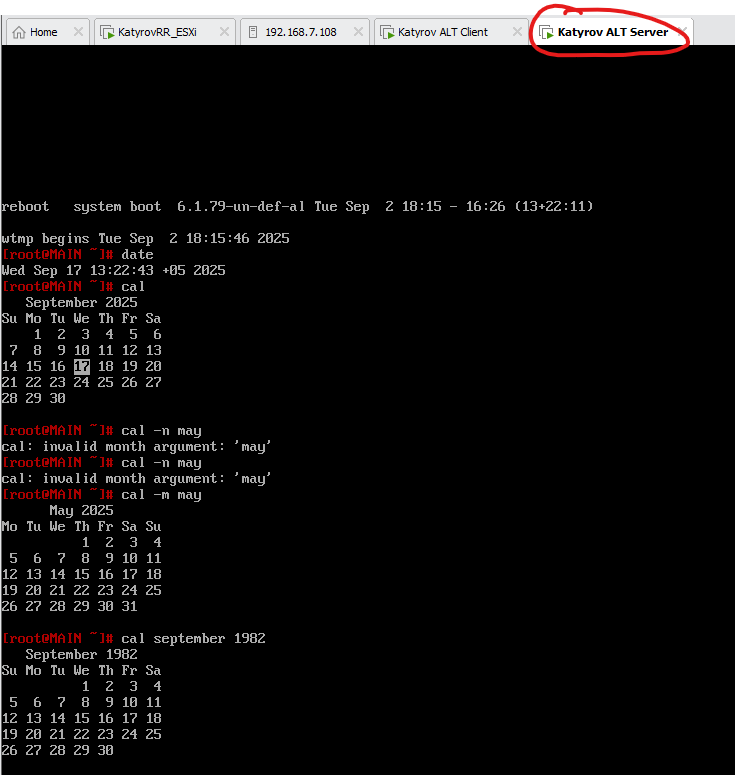 Home KatyrovRR_ESXi 192.168.7.108 Katyrov ALT Client Katyrov ALT Server
reboot   system boot  6.1.79-un-def-al Tue Sep  2 18:15 - 16:26 (13+22:11)
wtmp begins Tue Sep  2 18:15:46 2025
[root@MAIN ~]# date
Wed Sep 17 13:22:43 +05 2025
[root@MAIN ~]# cal
   September 2025
Su Mo Tu We Th Fr Sa
    1  2  3  4  5  6
 7  8  9 10 11 12 13
14 15 16 17 18 19 20
21 22 23 24 25 26 27
28 29 30
[root@MAIN ~]# cal -n may
cal: invalid month argument: 'may'
[root@MAIN ~]# cal -n may
cal: invalid month argument: 'may'
[root@MAIN ~]# cal -m may
      May 2025
Mo Tu We Th Fr Sa Su
          1  2  3  4
 5  6  7  8  9 10 11
12 13 14 15 16 17 18
19 20 21 22 23 24 25
26 27 28 29 30 31
[root@MAIN ~]# cal september 1982
   September 1982
Su Mo Tu We Th Fr Sa
          1  2  3  4
 5  6  7  8  9 10 11
12 13 14 15 16 17 18
19 20 21 22 23 24 25
26 27 28 29 30